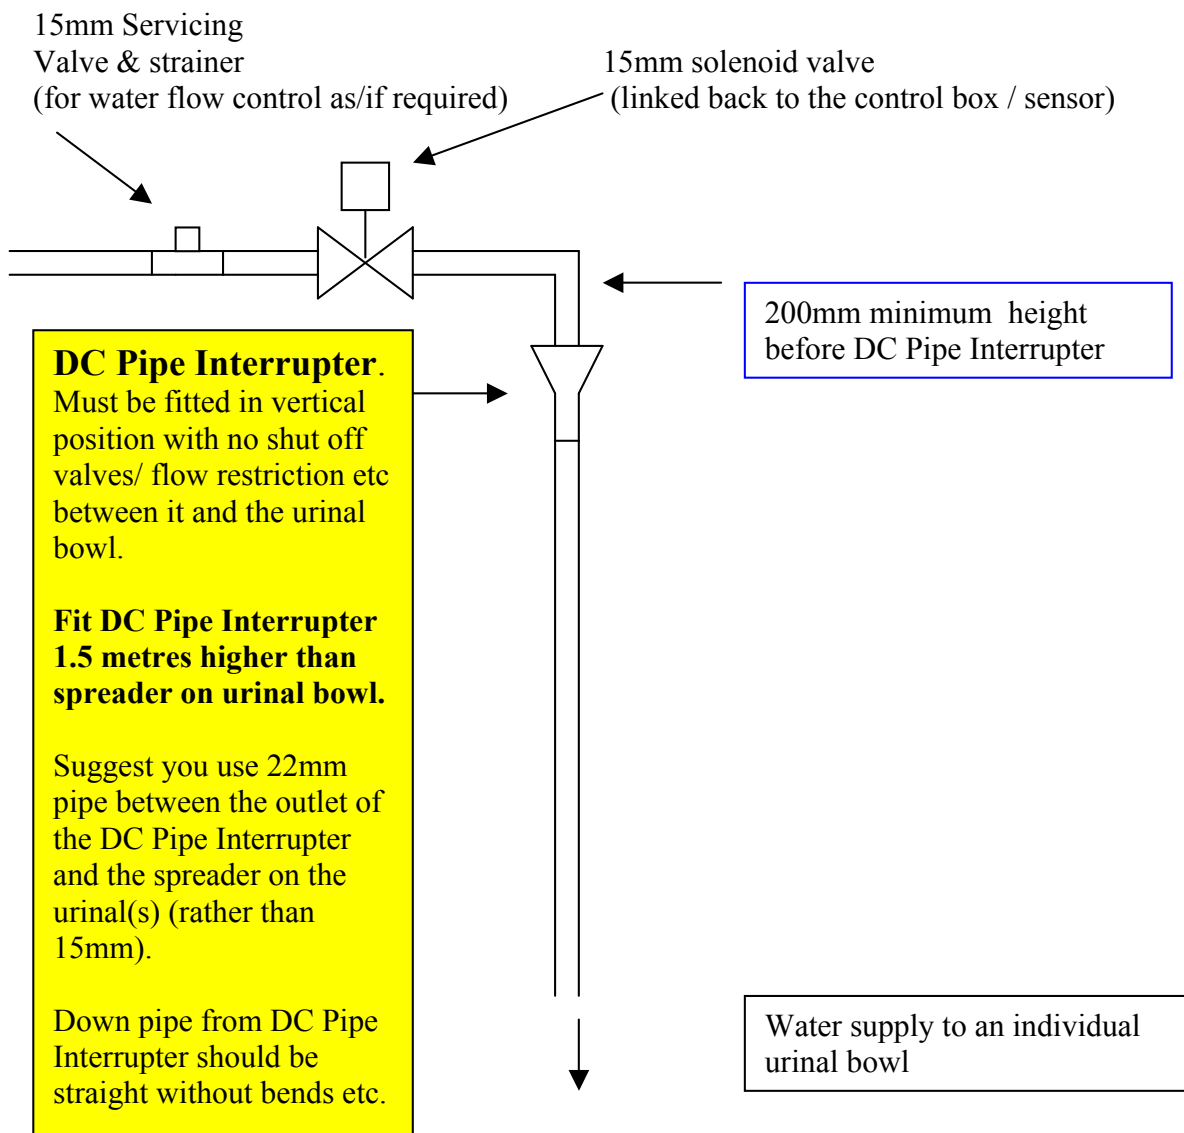 15mm Servicing
Valve & strainer
(for water flow control as/if required)
15mm solenoid valve
(linked back to the control box / sensor)
200mm minimum height
before DC Pipe Interrupter
DC Pipe Interrupter.
Must be fitted in vertical
position with no shut off
valves/ flow restriction etc
between it and the urinal
bowl.
Fit DC Pipe Interrupter
1.5 metres higher than
spreader on urinal bowl.
Suggest you use 22mm
pipe between the outlet of
the DC Pipe Interrupter
and the spreader on the
urinal(s) (rather than
15mm).
Down pipe from DC Pipe
Interrupter should be
straight without bends etc.
Water supply to an individual
urinal bowl